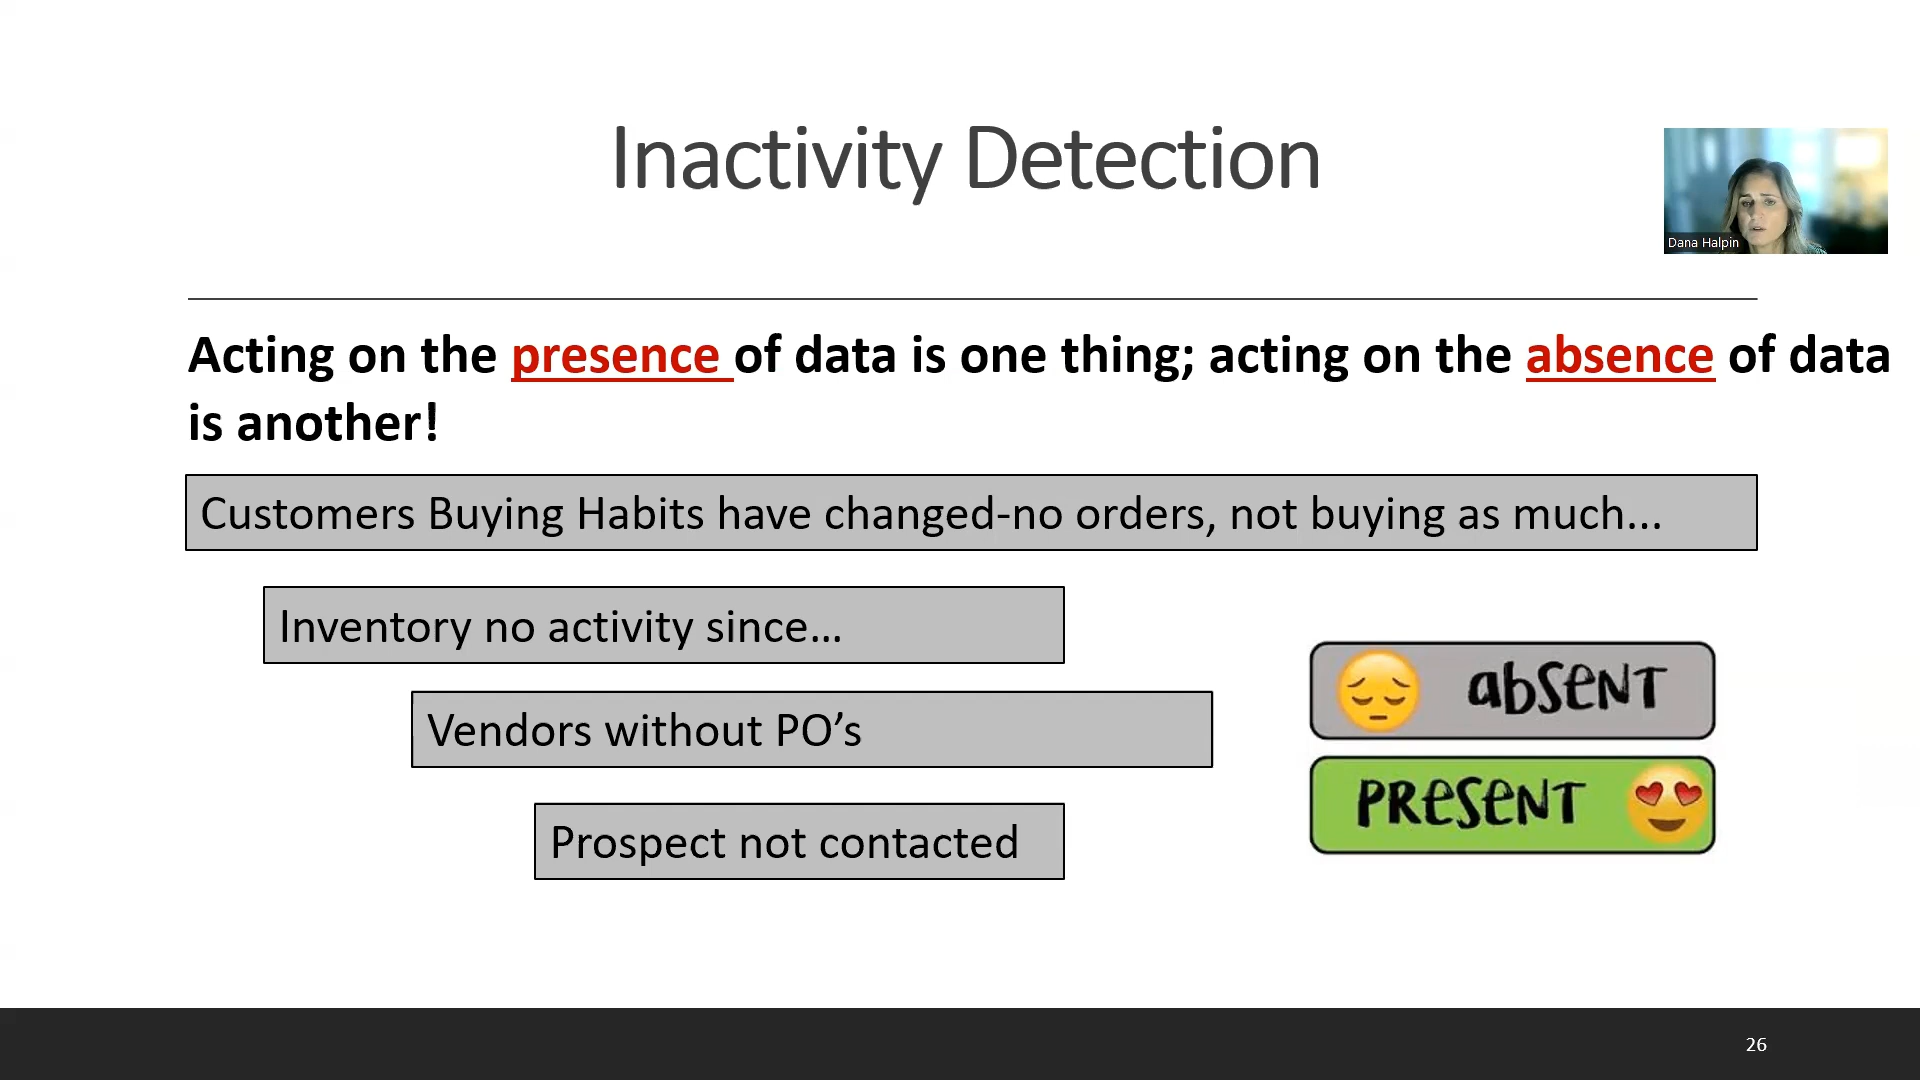 Inactivity Detection
Dana Halpin
Acting on the presence of data is one thing; acting on the absence of data
is another!
Customers Buying Habits have changed-no orders, not buying as much...
Inventory no activity since...
Vendors without PO’s
Prospect not contacted
absent
present
26